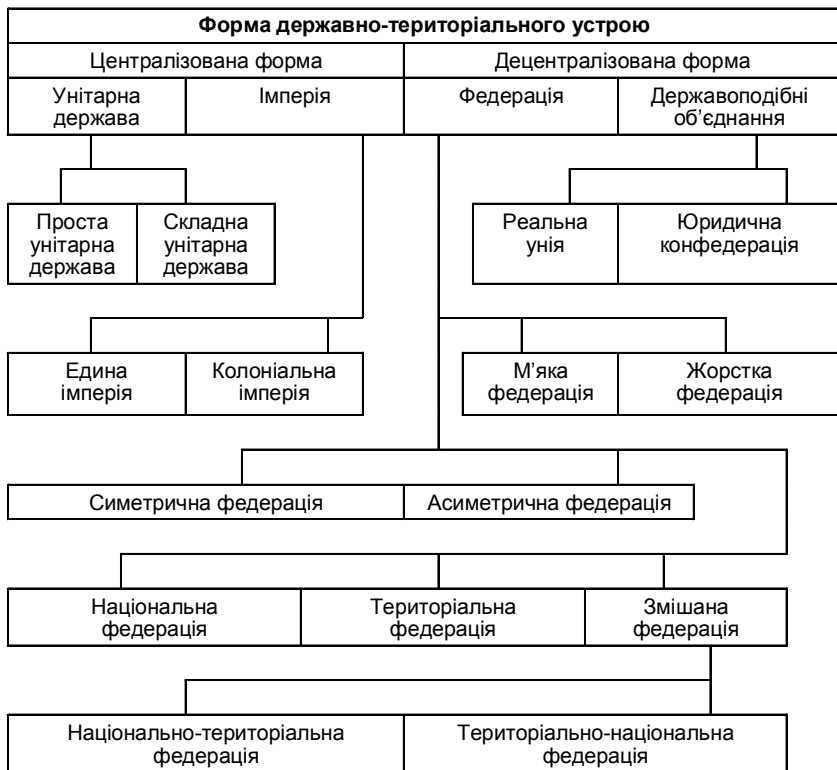 Форма державно-територіального устрою
Централізована форма
Децентралізована форма
Унітарна
держава
Імперія
Федерація
Державоподібні
об’єднання
Проста
унітарна
держава
Складна
унітарна
держава
Реальна
унія
Юридична
конфедерація
Едина
імперія
Колоніальна
імперія
М’яка
федерація
Жорстка
федерація
Симетрична федерація
Асиметрична федерація
Національна
федерація
Територіальна
федерація
Змішана
федерація
Національно-територіальна
федерація
Територіально-національна
федерація